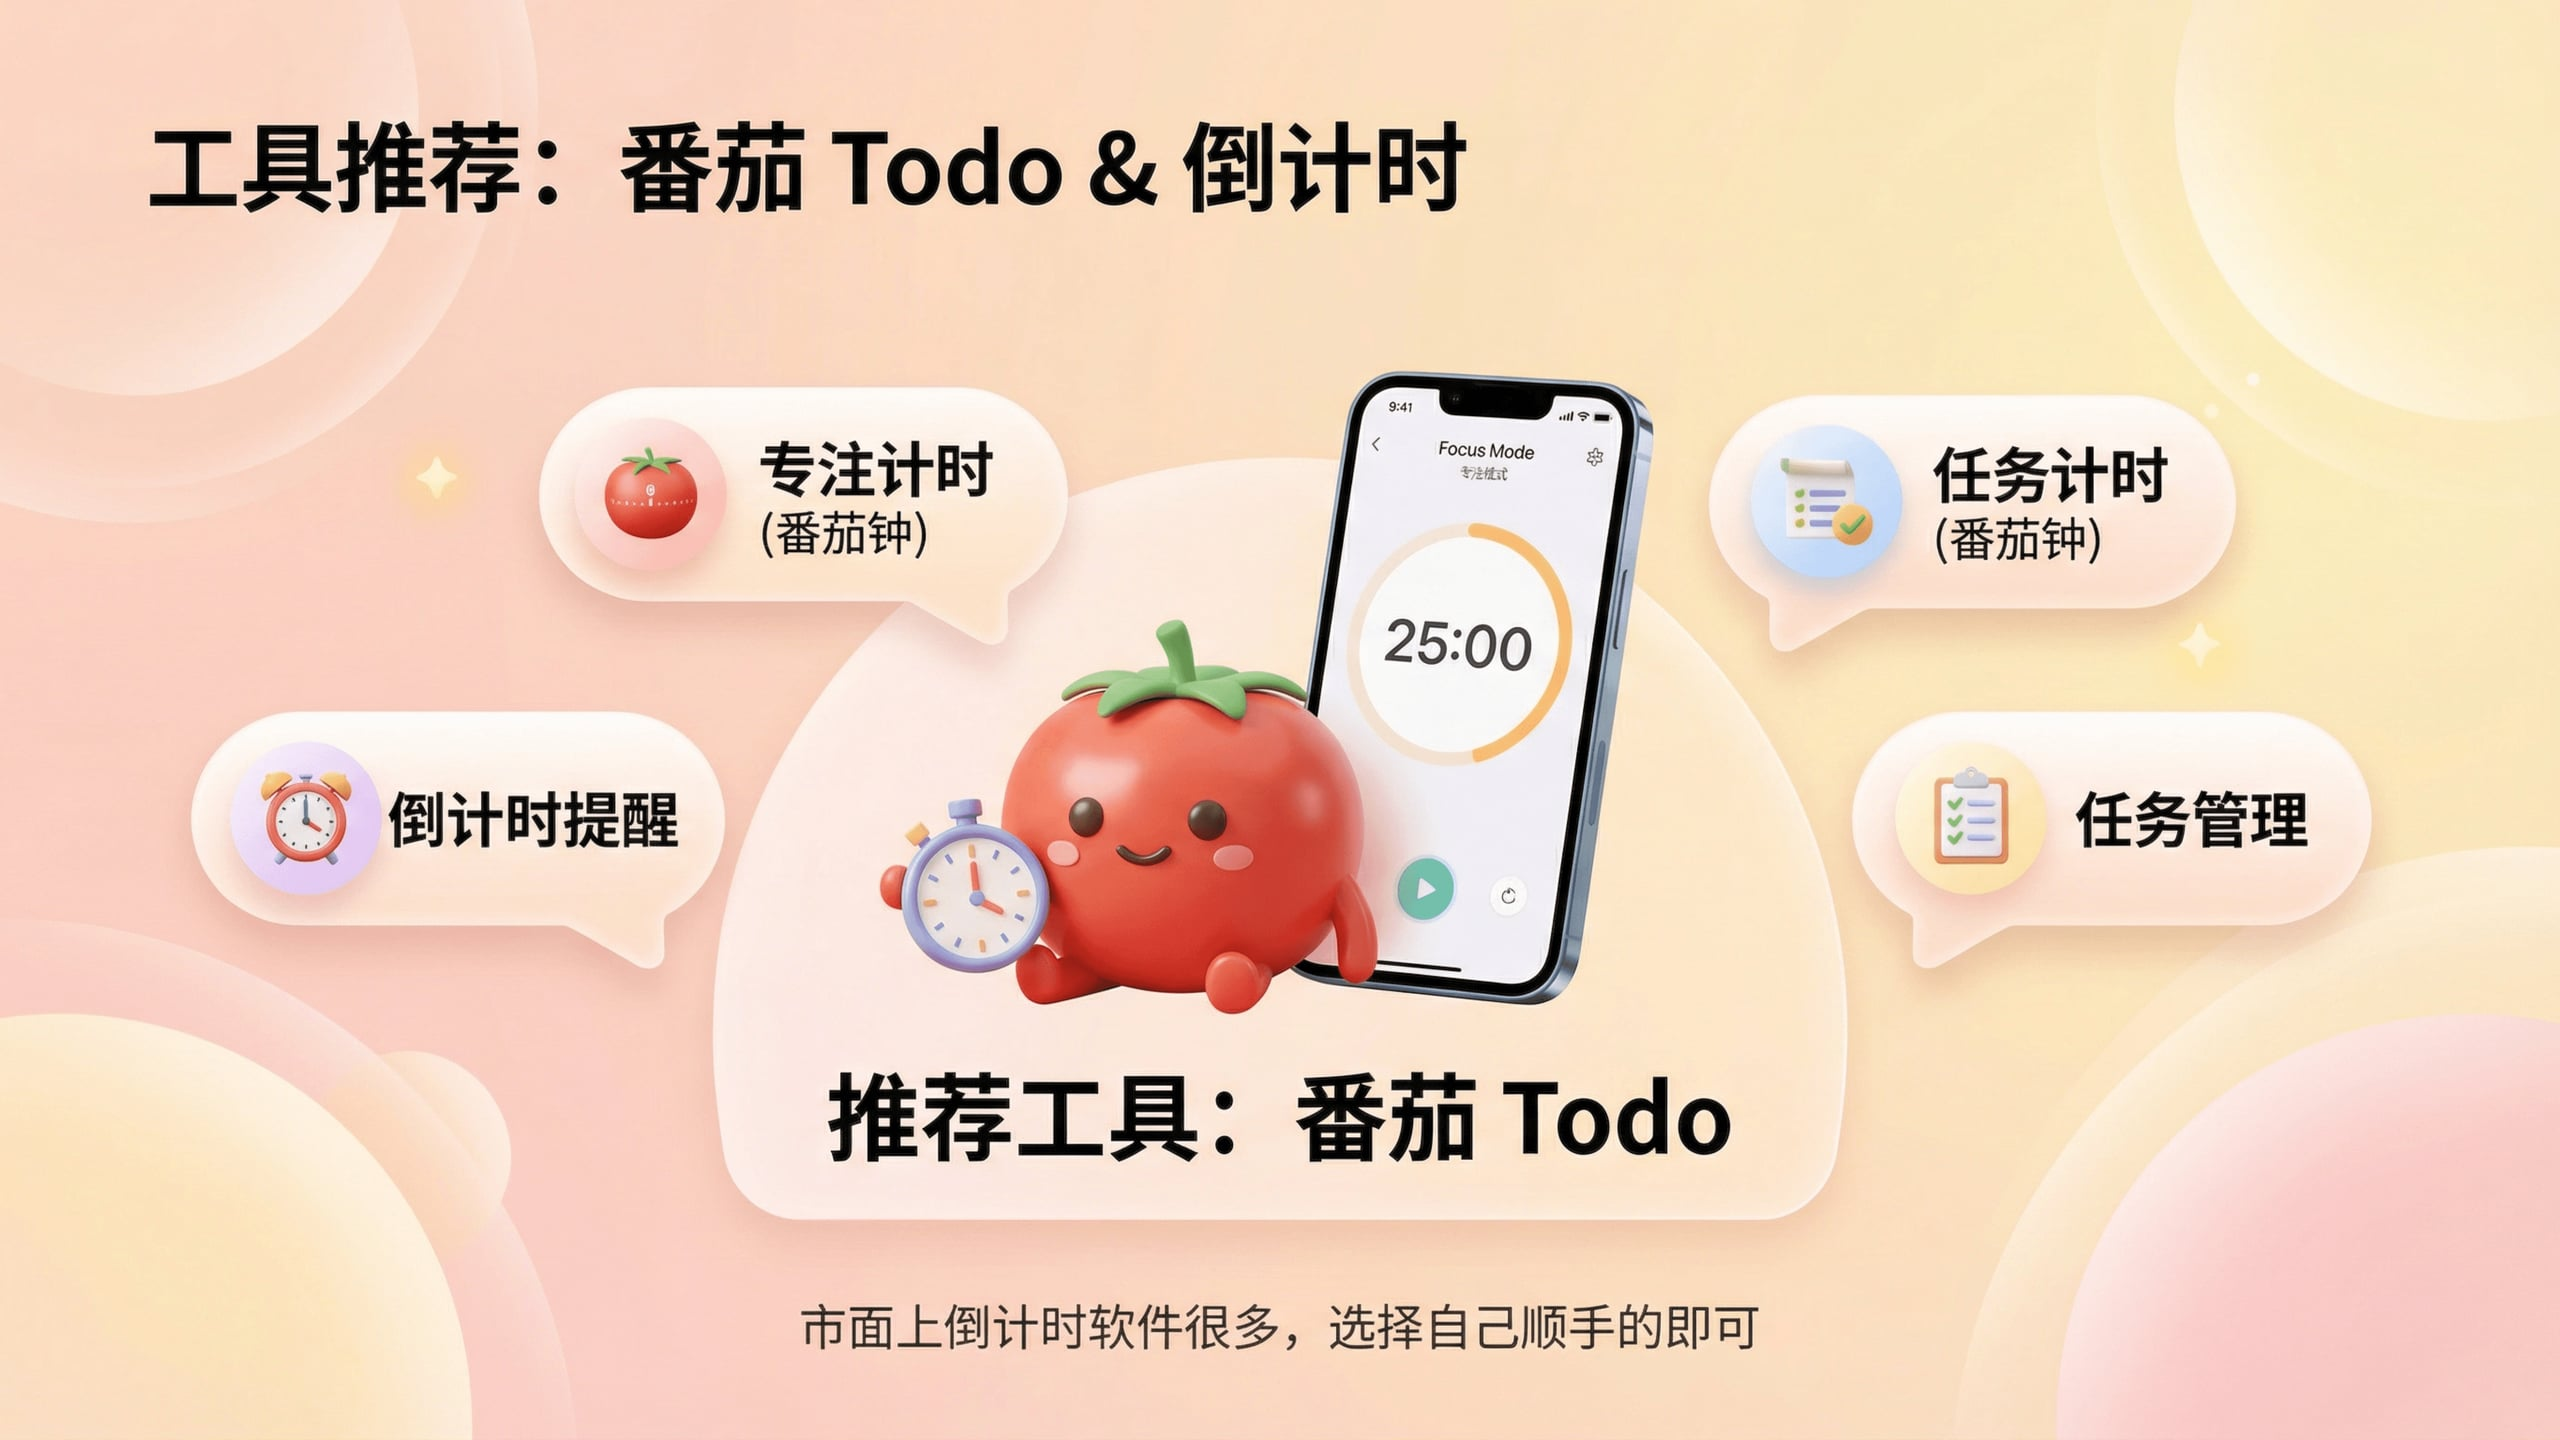 工具推荐：番茄 Todo & 倒计时
专注计时
(番茄钟)
9:41
Focus Mode
25:00
任务计时
(番茄钟)
倒计时提醒
任务管理
推荐工具：番茄 Todo
市面上倒计时软件很多，选择自己顺手的即可